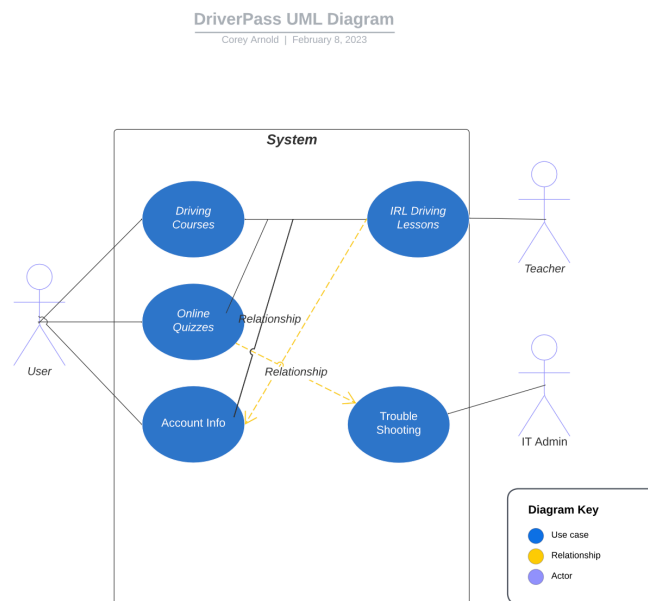 DriverPass UML Diagram
Corey Arnold | February 8, 2023
System
Driving
Courses
IRL Driving
Lessons
Teacher
Online
Quizzes
Relationship
User
Relationship
Account Info
Trouble
Shooting
IT Admin
Diagram Key
Use case
Relationship
Actor